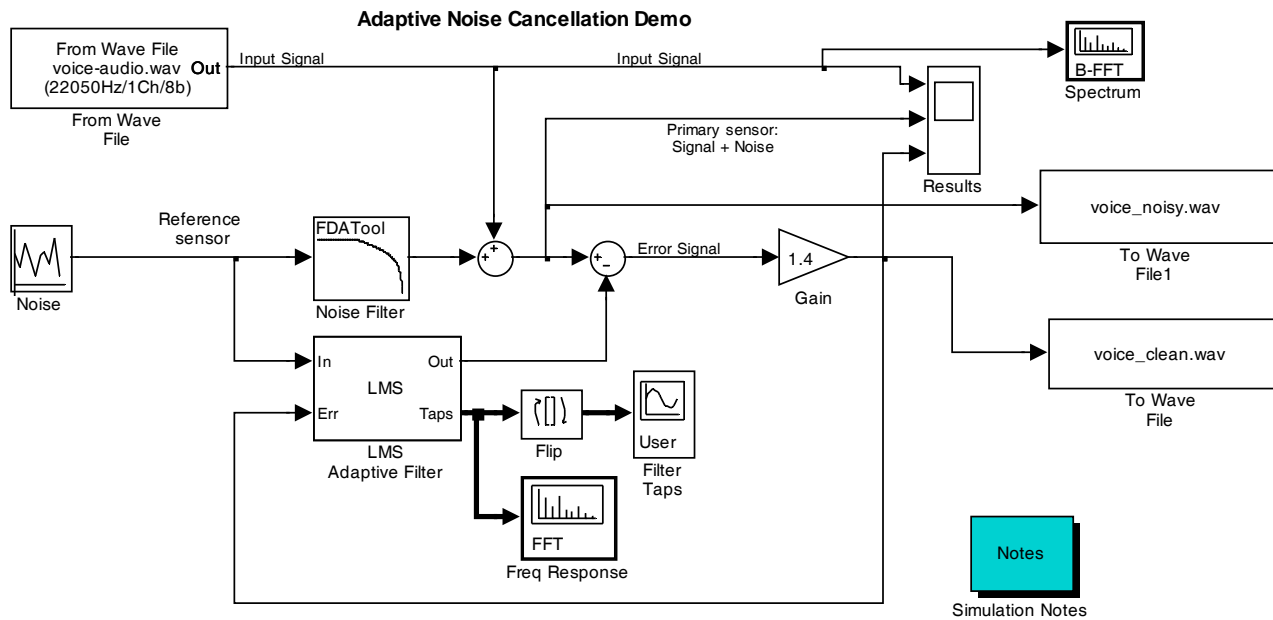 Adaptive Noise Cancellation Demo
From Wave File
voice-audio.wav Out
(22050Hz/1Ch/8b)
From Wave
File
Input Signal
Input Signal
B-FFT
Spectrum
Primary sensor:
Signal + Noise
Results
voice_noisy.wav
To Wave
File1
Reference
sensor
Noise
FDATool
Noise Filter
+
+
+
−
Error Signal
1.4
Gain
voice_clean.wav
To Wave
File
In
Out
LMS
Err
Taps
LMS
Adaptive Filter
Flip
User
Filter
Taps
FFT
Freq Response
Notes
Simulation Notes